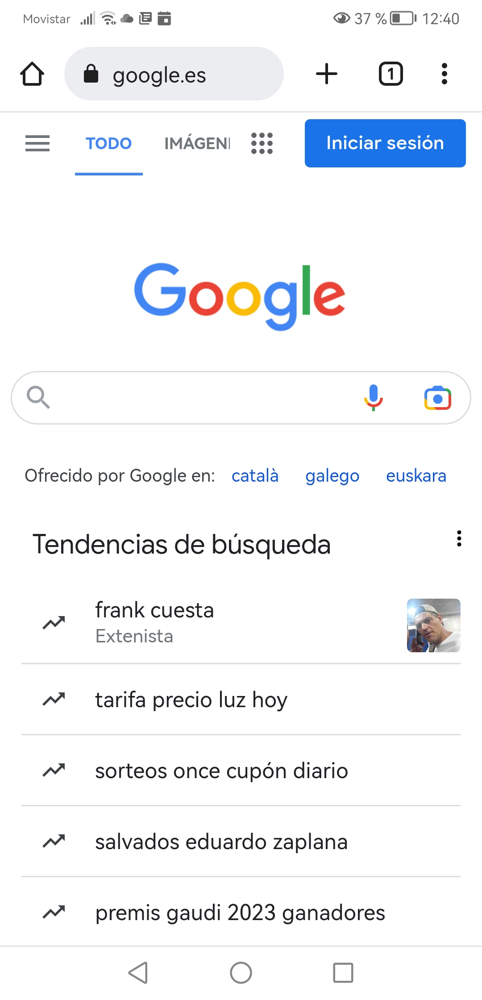 Movistar 37 % 12:40
google.es 1
TODO IMÁGEN Iniciar sesión
Google
Ofrecido por Google en: català galego euskara
Tendencias de búsqueda
frank cuesta
Extenista
tarifa precio luz hoy
sorteos once cupón diario
salvados eduardo zaplana
premis gaudi 2023 ganadores